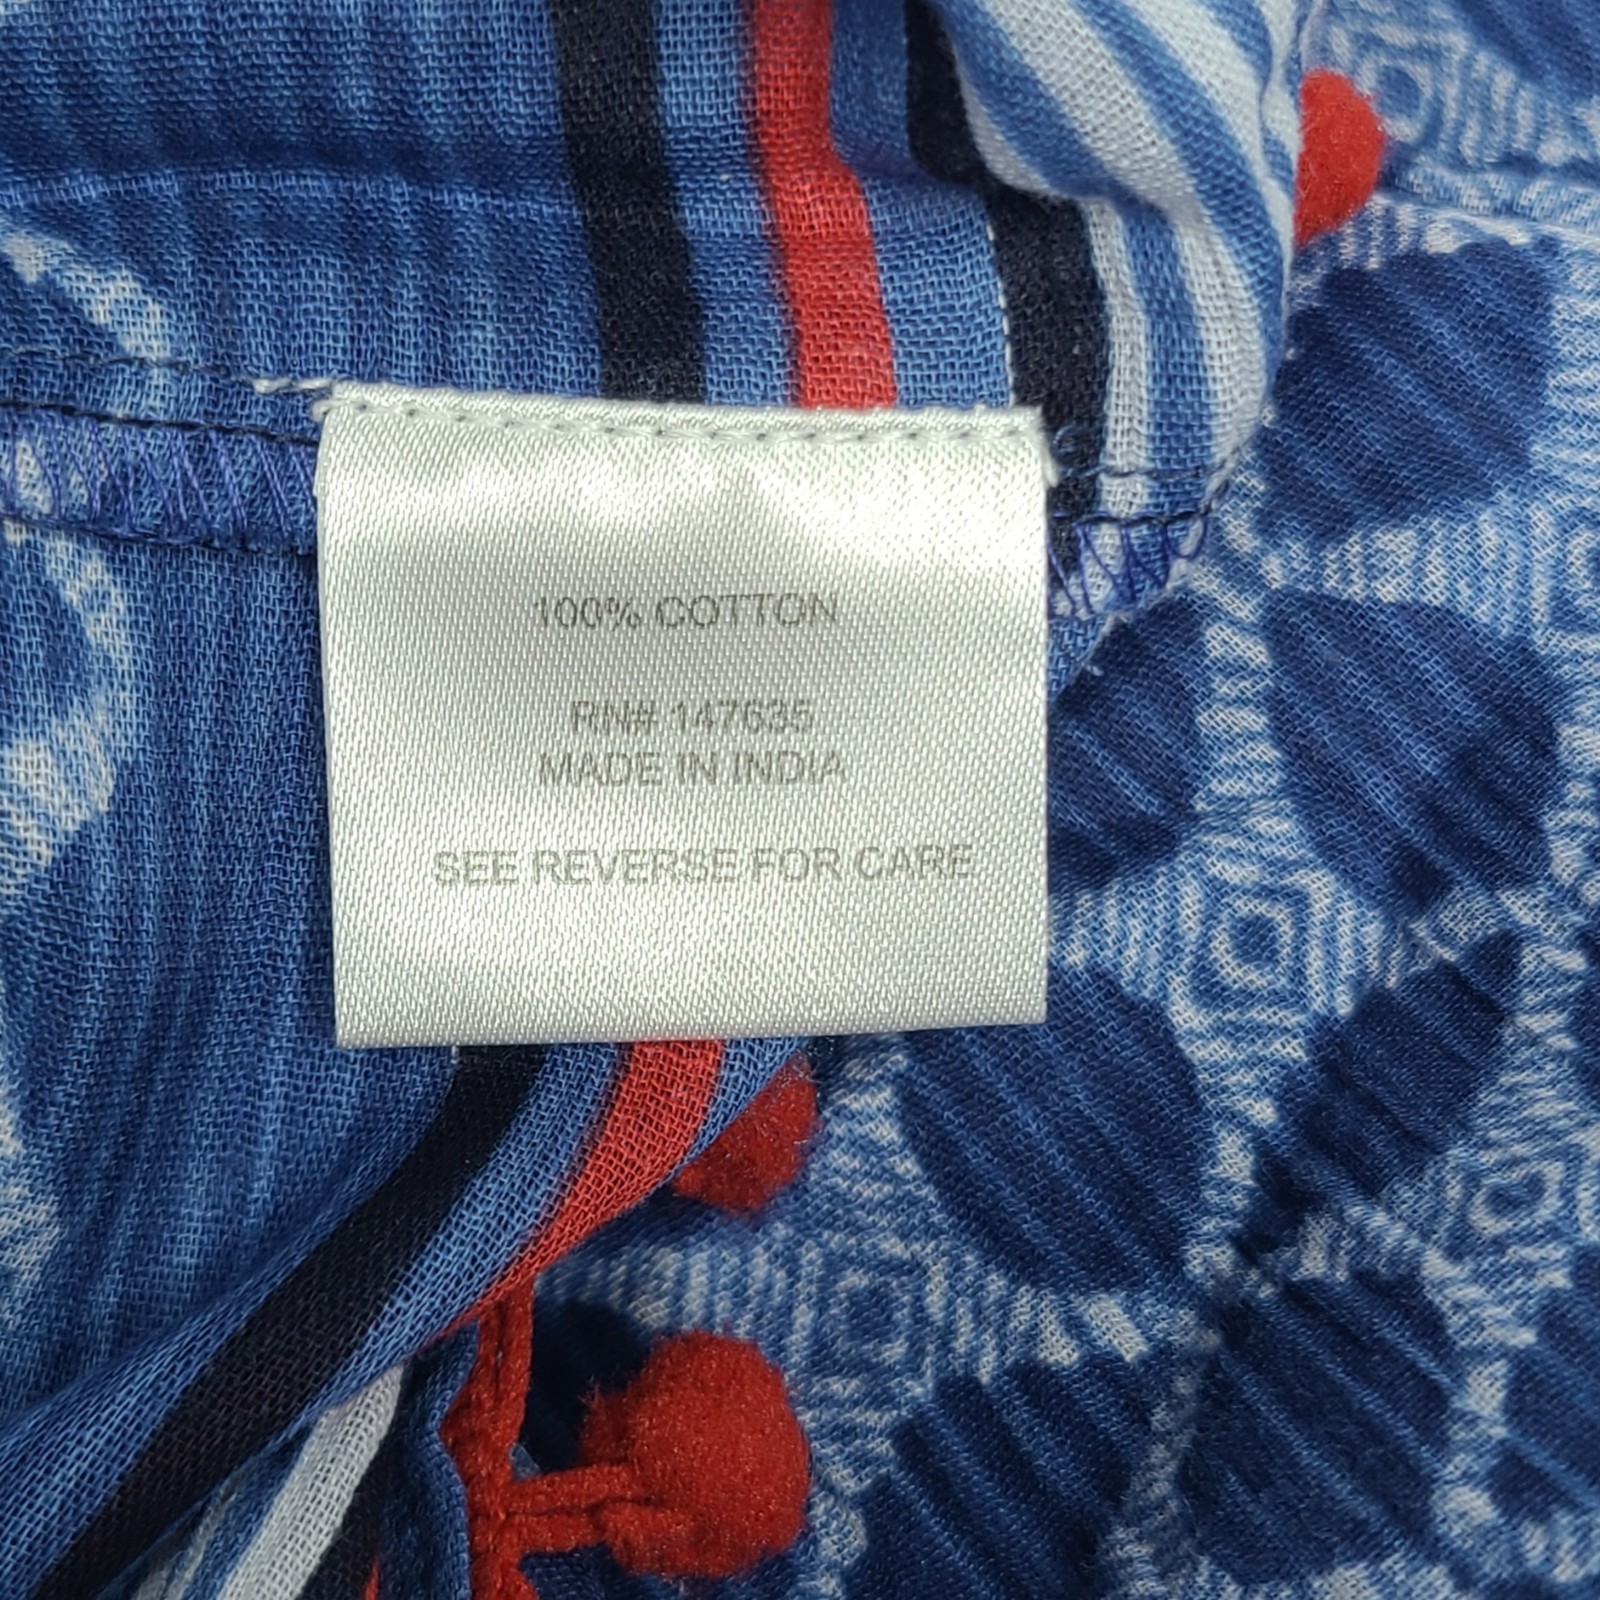 100% COTTON
RN# 147635
MADE IN INDIA
SEE REVERSE FOR CARE